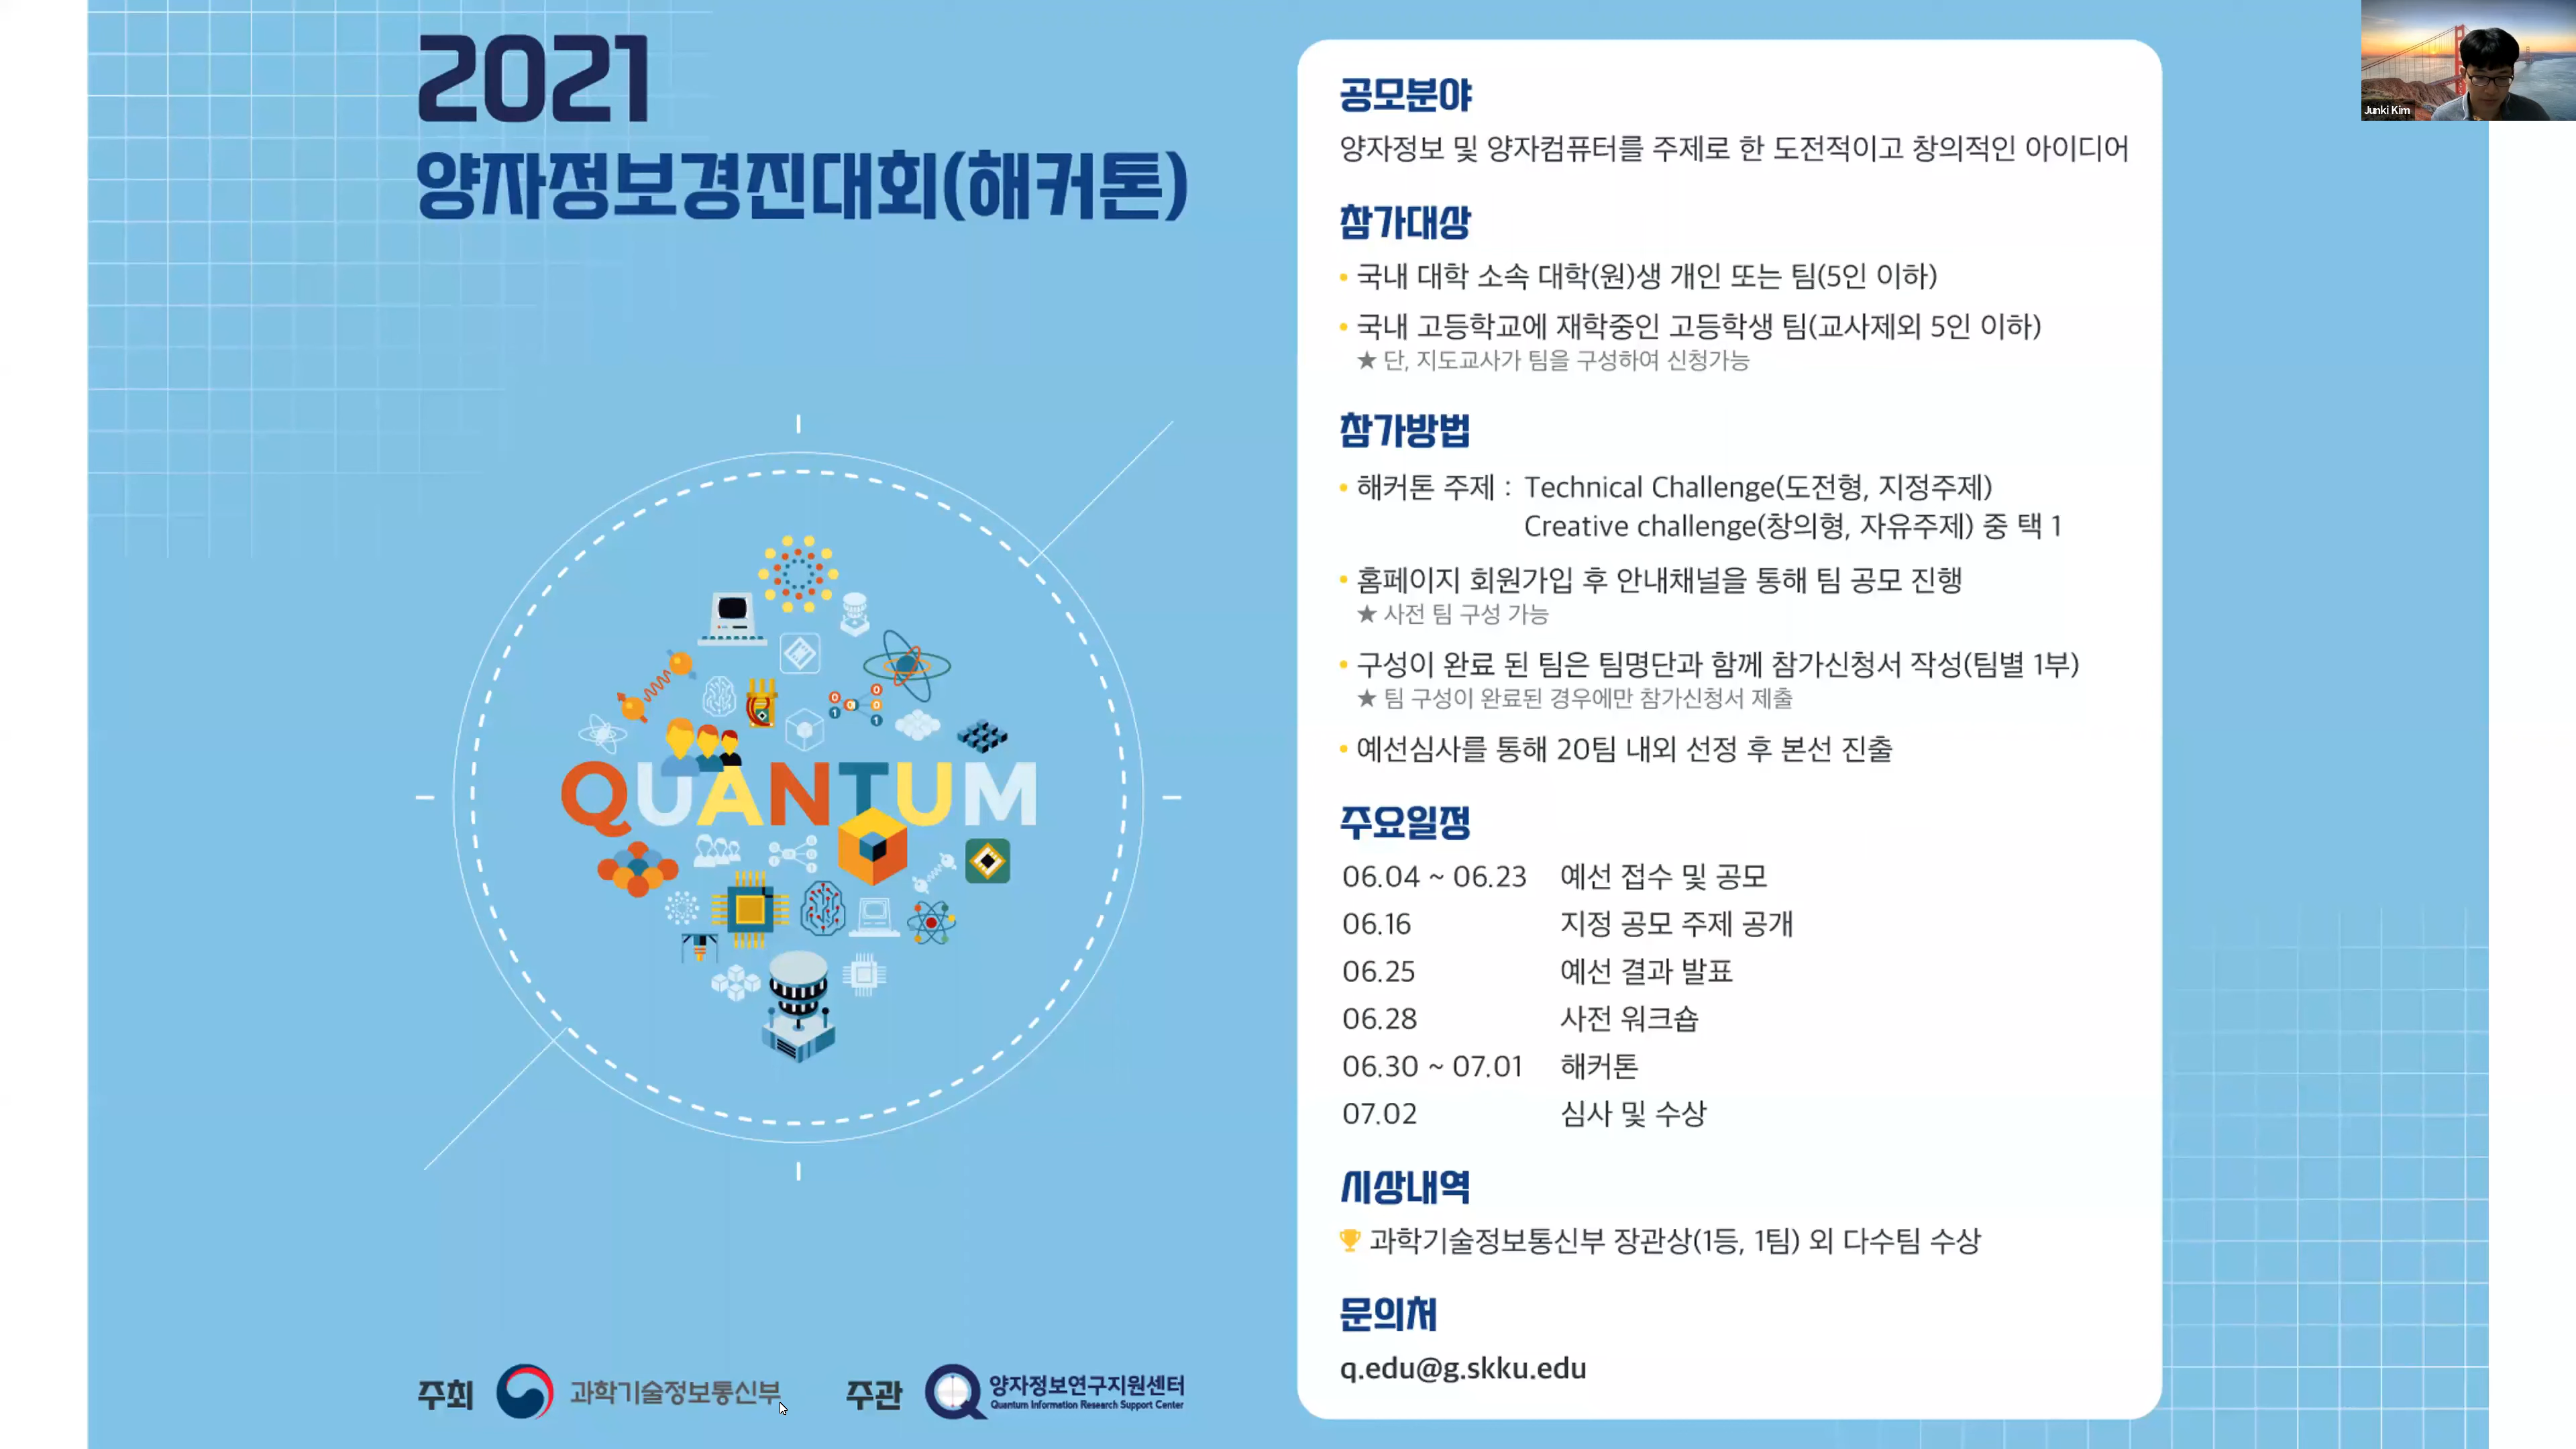 2021
양자정보경진대회(해커톤)
QUANTUM
주최 과학기술정보통신부 주관 양자정보연구지원센터
Quantum Information Research Support Center
공모분야
양자정보 및 양자컴퓨터를 주제로 한 도전적이고 창의적인 아이디어
참가대상
• 국내 대학 소속 대학(원)생 개인 또는 팀(5인 이하)
• 국내 고등학교에 재학중인 고등학생 팀(교사제외 5인 이하)
★ 단, 지도교사가 팀을 구성하여 신청가능
참가방법
• 해커톤 주제 : Technical Challenge(도전형, 지정주제)
Creative challenge(창의형, 자유주제) 중 택 1
• 홈페이지 회원가입 후 안내채널을 통해 팀 공모 진행
★ 사전 팀 구성 가능
• 구성이 완료 된 팀은 팀명단과 함께 참가신청서 작성(팀별 1부)
★ 팀 구성이 완료된 경우에만 참가신청서 제출
• 예선심사를 통해 20팀 내외 선정 후 본선 진출
주요일정
06.04 ~ 06.23 예선 접수 및 공모
06.16 지정 공모 주제 공개
06.25 예선 결과 발표
06.28 사전 워크숍
06.30 ~ 07.01 해커톤
07.02 심사 및 수상
시상내역
과학기술정보통신부 장관상(1등, 1팀) 외 다수팀 수상
문의처
q.edu@g.skku.edu
Junki Kim